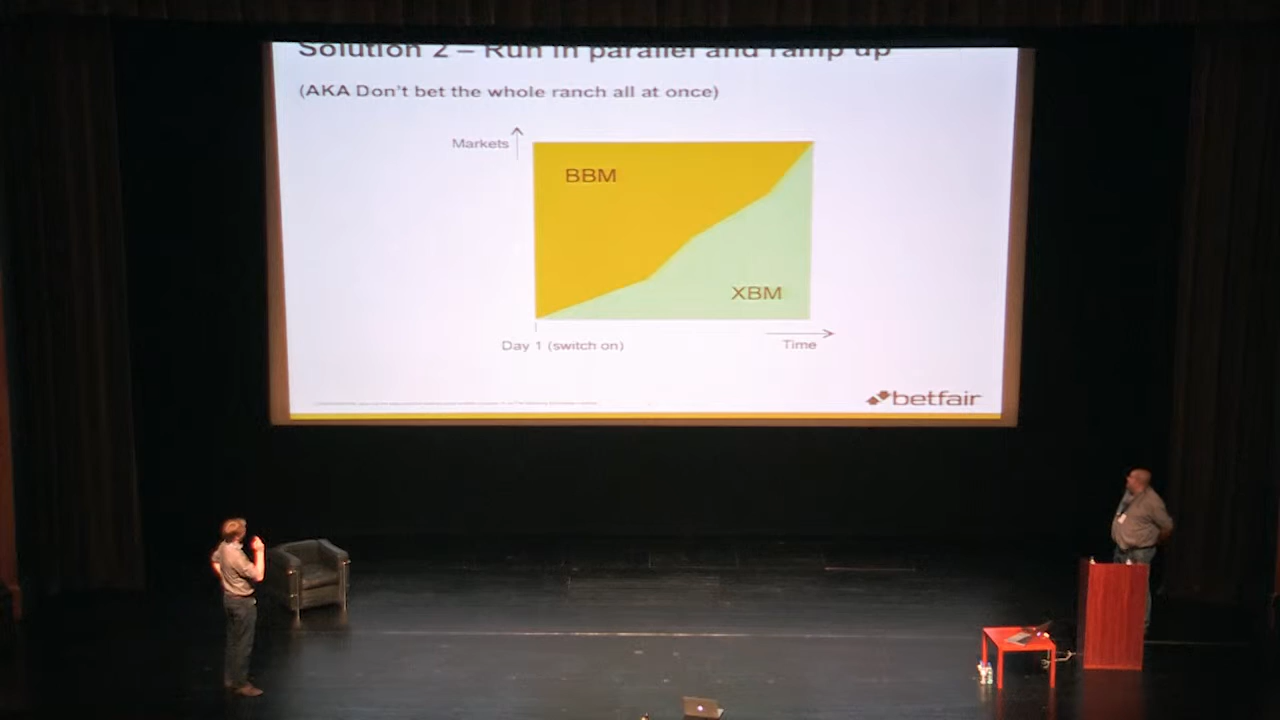 Solution 2 – Run in parallel and ramp up
(AKA Don't bet the whole ranch all at once)
Markets
BBM
XBM
Day 1 (switch on)
Time
betfair